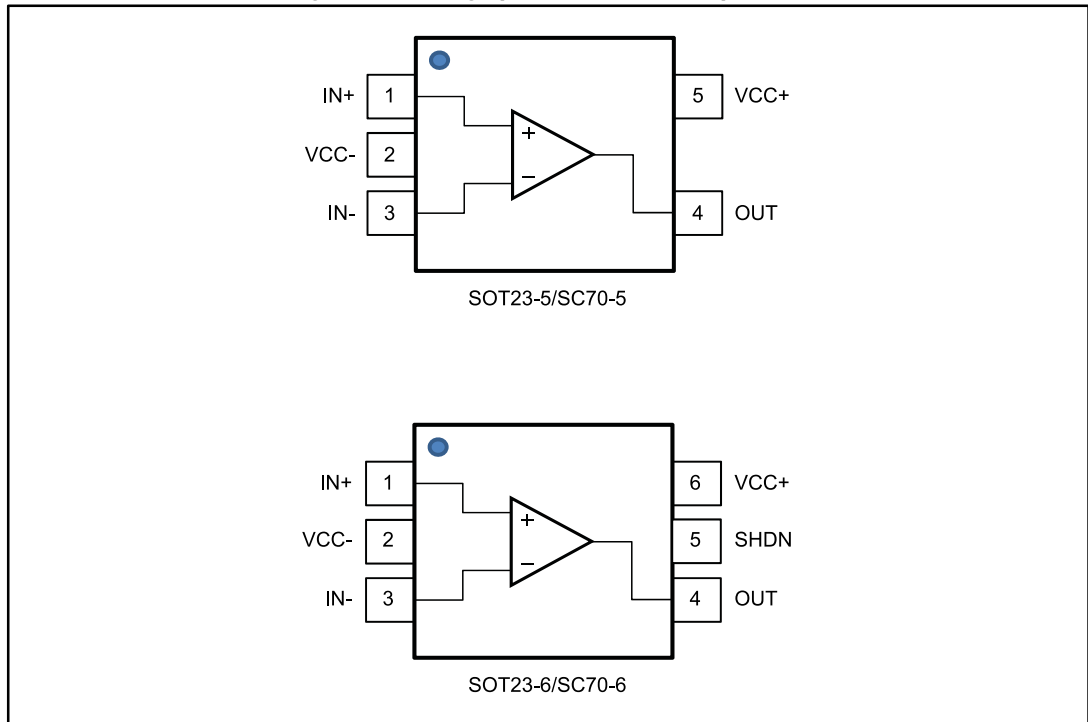 IN+ 1 5 VCC+
VCC- 2
IN- 3 4 OUT
+
−
SOT23-5/SC70-5
IN+ 1 6 VCC+
VCC- 2 5 SHDN
IN- 3 4 OUT
+
−
SOT23-6/SC70-6